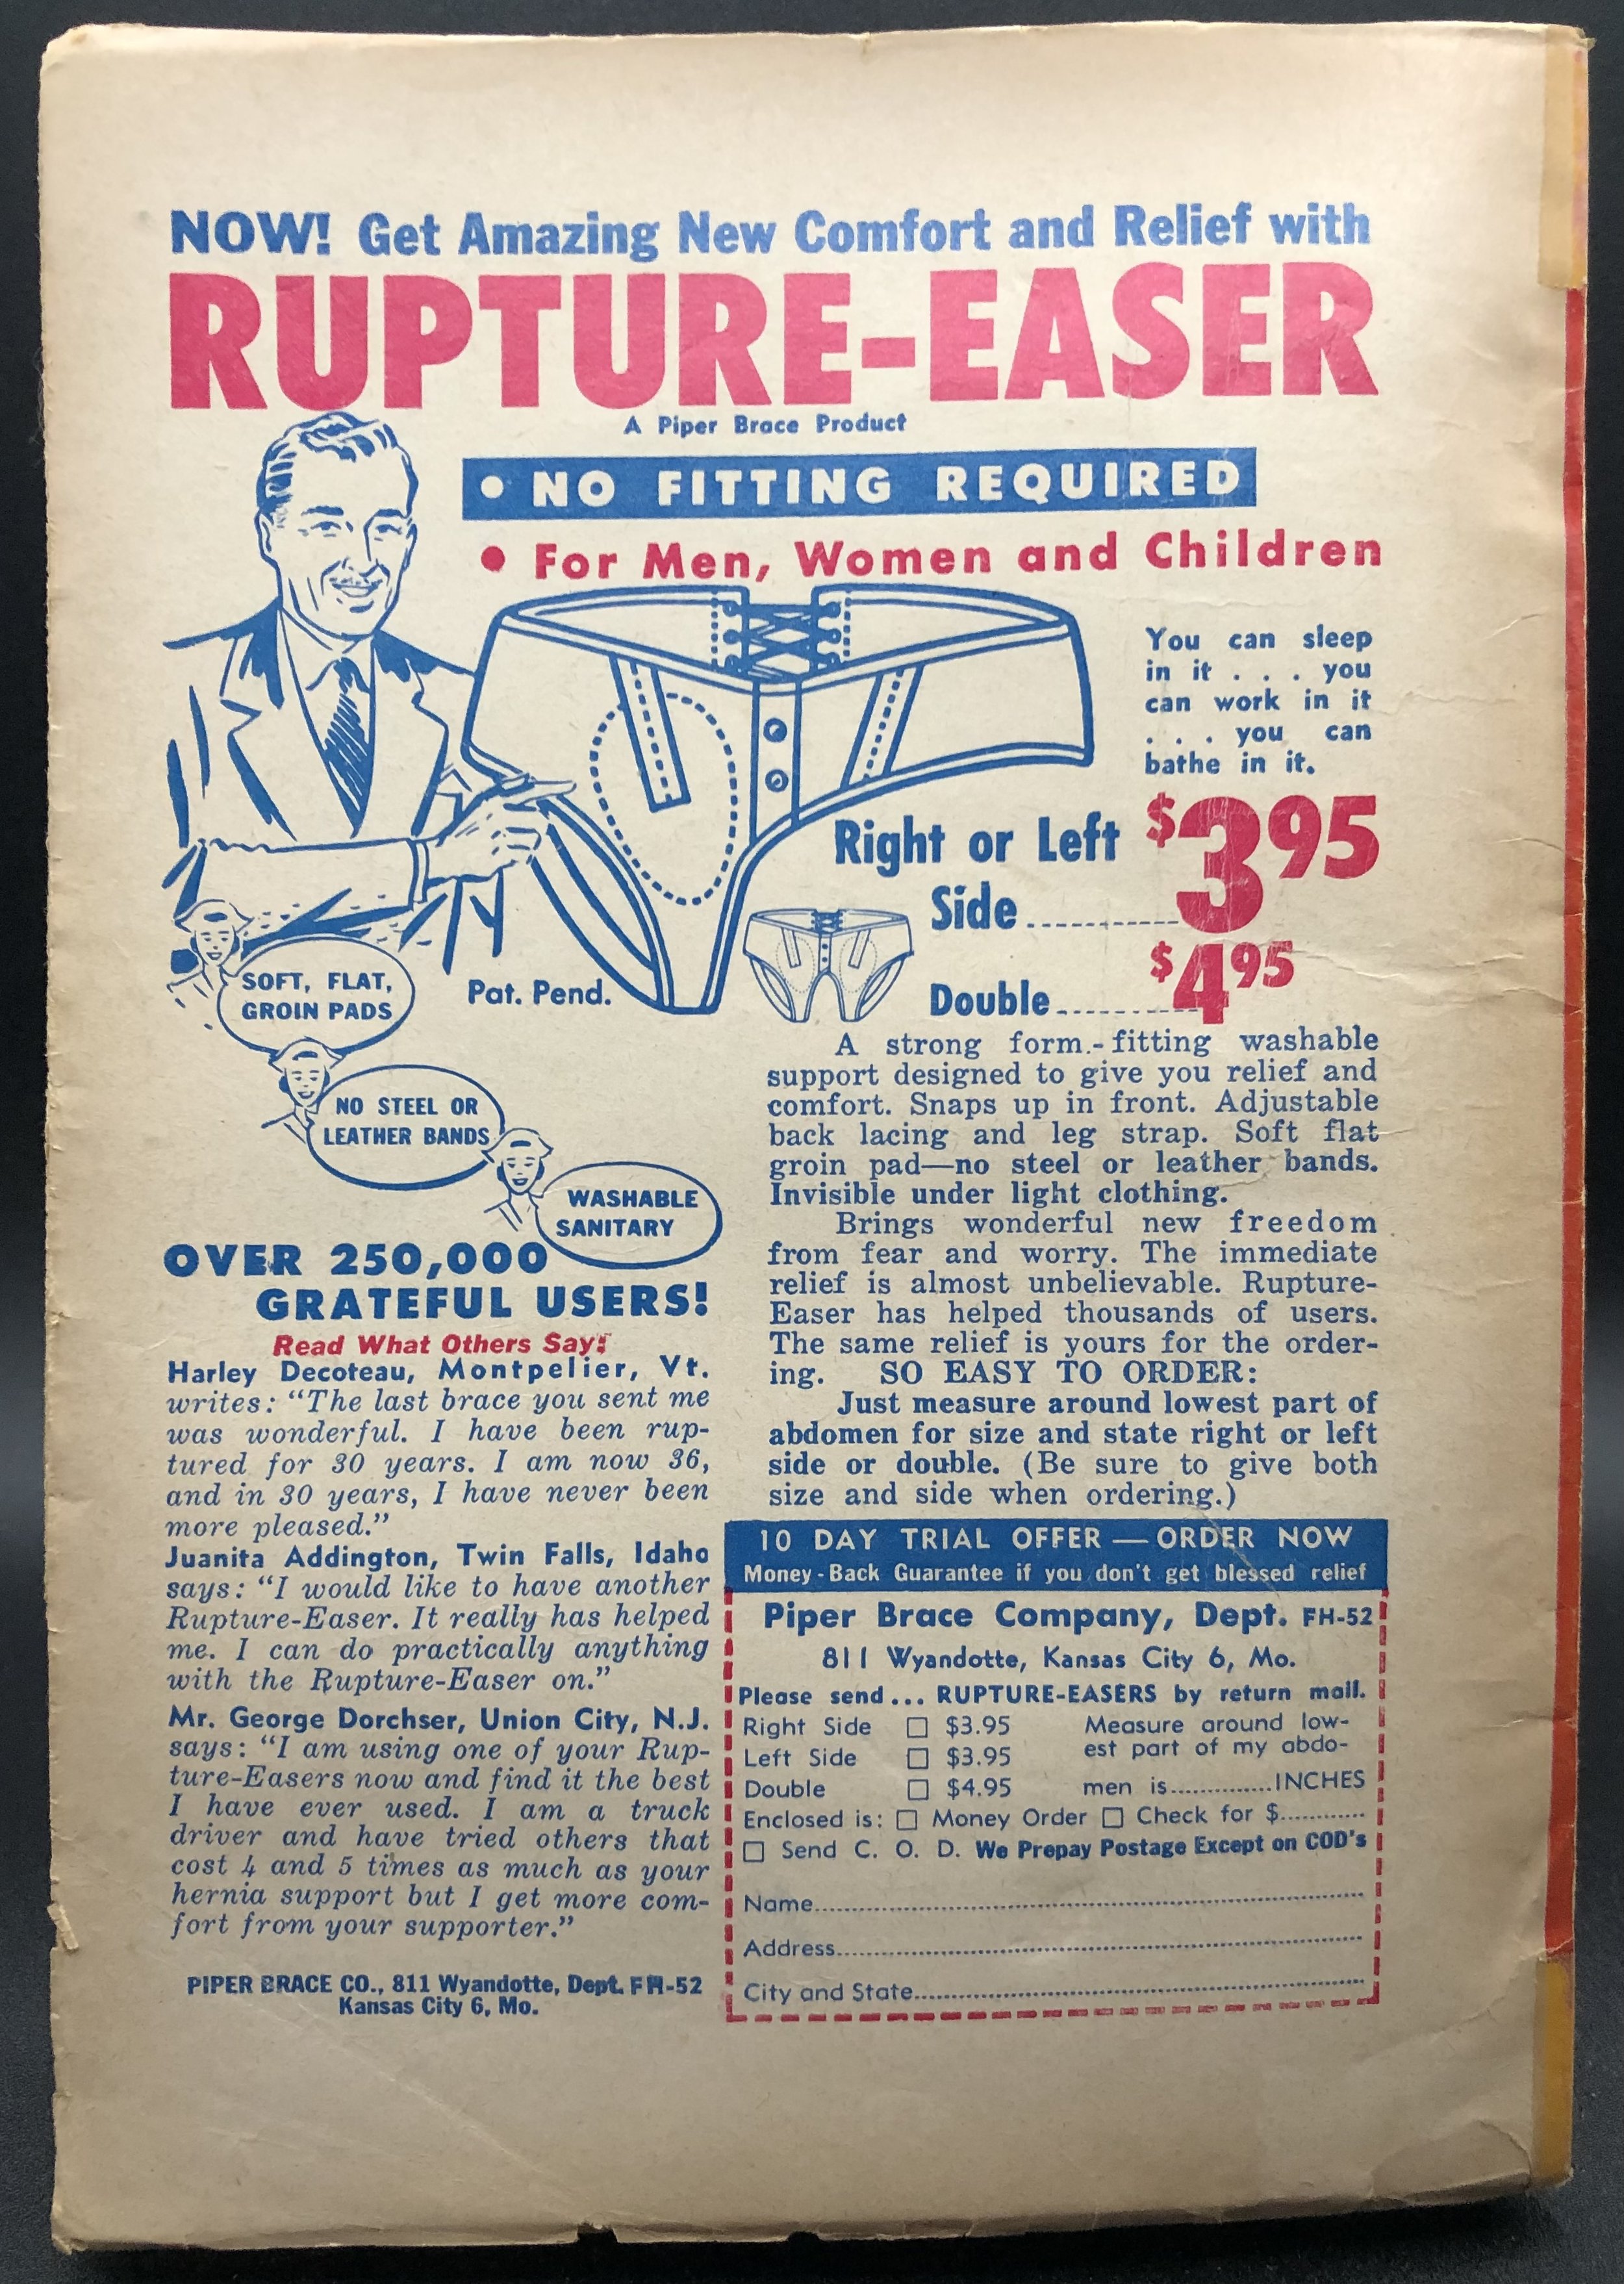 NOW! Get Amazing New Comfort and Relief with
RUPTURE-EASER
A Piper Brace Product
• NO FITTING REQUIRED
• For Men, Women and Children
You can sleep
in it . . . you
can work in it
. . . you can
bathe in it.
Right or Left
Side........... $3.95
Double........... $4.95
Pat. Pend.
SOFT, FLAT,
GROIN PADS
NO STEEL OR
LEATHER BANDS
WASHABLE
SANITARY
OVER 250,000
GRATEFUL USERS!
Read What Others Say:
Harley Decoteau, Montpelier, Vt.
writes: “The last brace you sent me
was wonderful. I have been rup-
tured for 30 years. I am now 36,
and in 30 years, I have never been
more pleased.”
Juanita Addington, Twin Falls, Idaho
says: “I would like to have another
Rupture-Easer. It really has helped
me. I can do practically anything
with the Rupture-Easer on.”
Mr. George Dorchser, Union City, N.J.
says: “I am using one of your Rup-
ture-Easers now and find it the best
I have ever used. I am a truck
driver and have tried others that
cost 4 and 5 times as much as your
hernia support but I get more com-
fort from your supporter.”
PIPER BRACE CO., 811 Wyandotte, Dept. FH-52
Kansas City 6, Mo.
A strong form.-fitting washable
support designed to give you relief and
comfort. Snaps up in front. Adjustable
back lacing and leg strap. Soft flat
groin pad—no steel or leather bands.
Invisible under light clothing.
Brings wonderful new freedom
from fear and worry. The immediate
relief is almost unbelievable. Rupture-
Easer has helped thousands of users.
The same relief is yours for the order-
ing. SO EASY TO ORDER:
Just measure around lowest part of
abdomen for size and state right or left
side or double. (Be sure to give both
size and side when ordering.)
10 DAY TRIAL OFFER — ORDER NOW
Money-Back Guarantee if you don't get blessed relief
Piper Brace Company, Dept. FH-52
811 Wyandotte, Kansas City 6, Mo.
Please send ... RUPTURE-EASERS by return mail.
Right Side □ $3.95 Measure around low-
Left Side □ $3.95 est part of my abdo-
Double □ $4.95 men is..............INCHES
Enclosed is: □ Money Order □ Check for $............
□ Send C. O. D. We Prepay Postage Except on COD's
Name............
Address............
City and State............